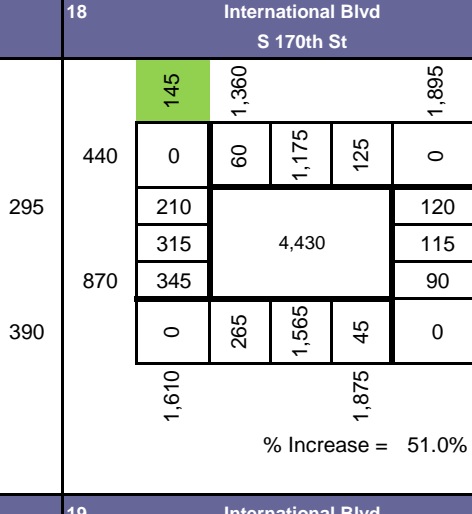 18 International Blvd
S 170th St
145 1,360 1,895
440 0 60 1,175 125 0
295 210 120
315 4,430 115
870 345 90
390 0 265 1,565 45 0
1,610 1,875
% Increase = 51.0%
19 International Blvd